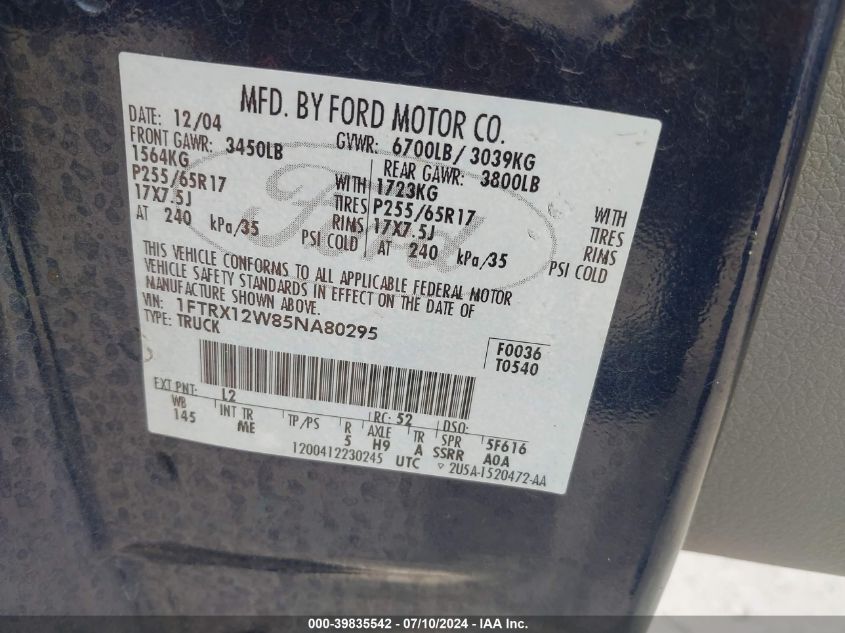 MFD. BY FORD MOTOR CO.
DATE: 12/04 GVWR: 6700LB/ 3039KG
FRONT GAWR: 3450LB REAR GAWR: 3800LB
1564KG WITH 1723KG WITH
P255/65R17 TIRES P255/65R17 TIRES
17X7.5J RIMS 17X7.5J RIMS
AT 240 kPa/35 PSI COLD AT 240 kPa/35 PSI COLD
Ford
THIS VEHICLE CONFORMS TO ALL APPLICABLE FEDERAL MOTOR
VEHICLE SAFETY STANDARDS IN EFFECT ON THE DATE OF
MANUFACTURE SHOWN ABOVE.
VIN: 1FTRX12W85NA80295
TYPE: TRUCK
F0036
T0540
EXT PNT: L2 RC: 52 DSO:
WB INT TR TP/PS R AXLE TR SPR 5F616
145 ME 5 H9 A SSRR A0A
1200412230245 UTC ▽ 2U5A-1520472-AA
000-39835542 - 07/10/2024 - IAA Inc.